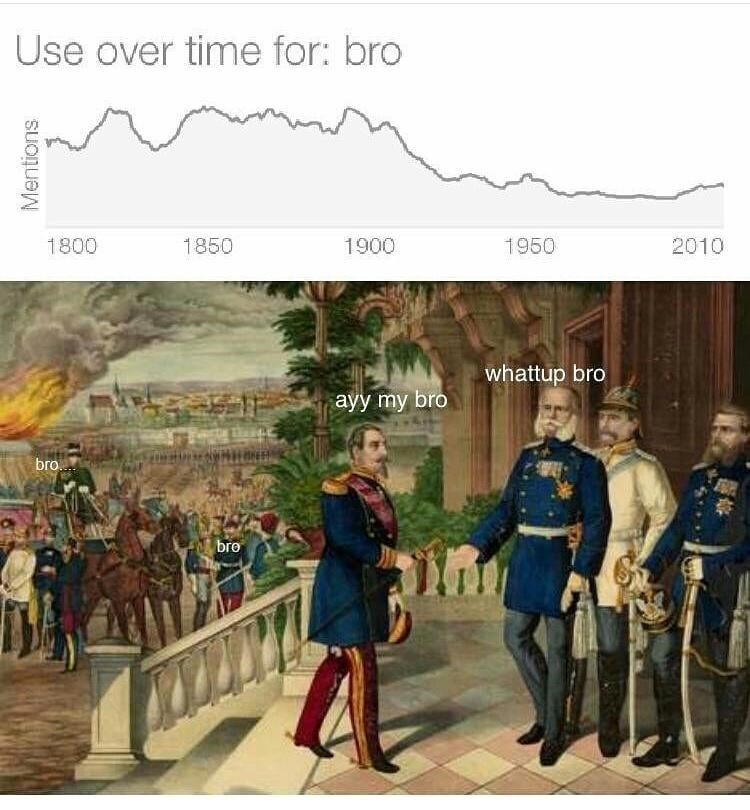 Use over time for: bro
Mentions
1800 1850 1900 1950 2010
whattup bro
ayy my bro
bro....
bro